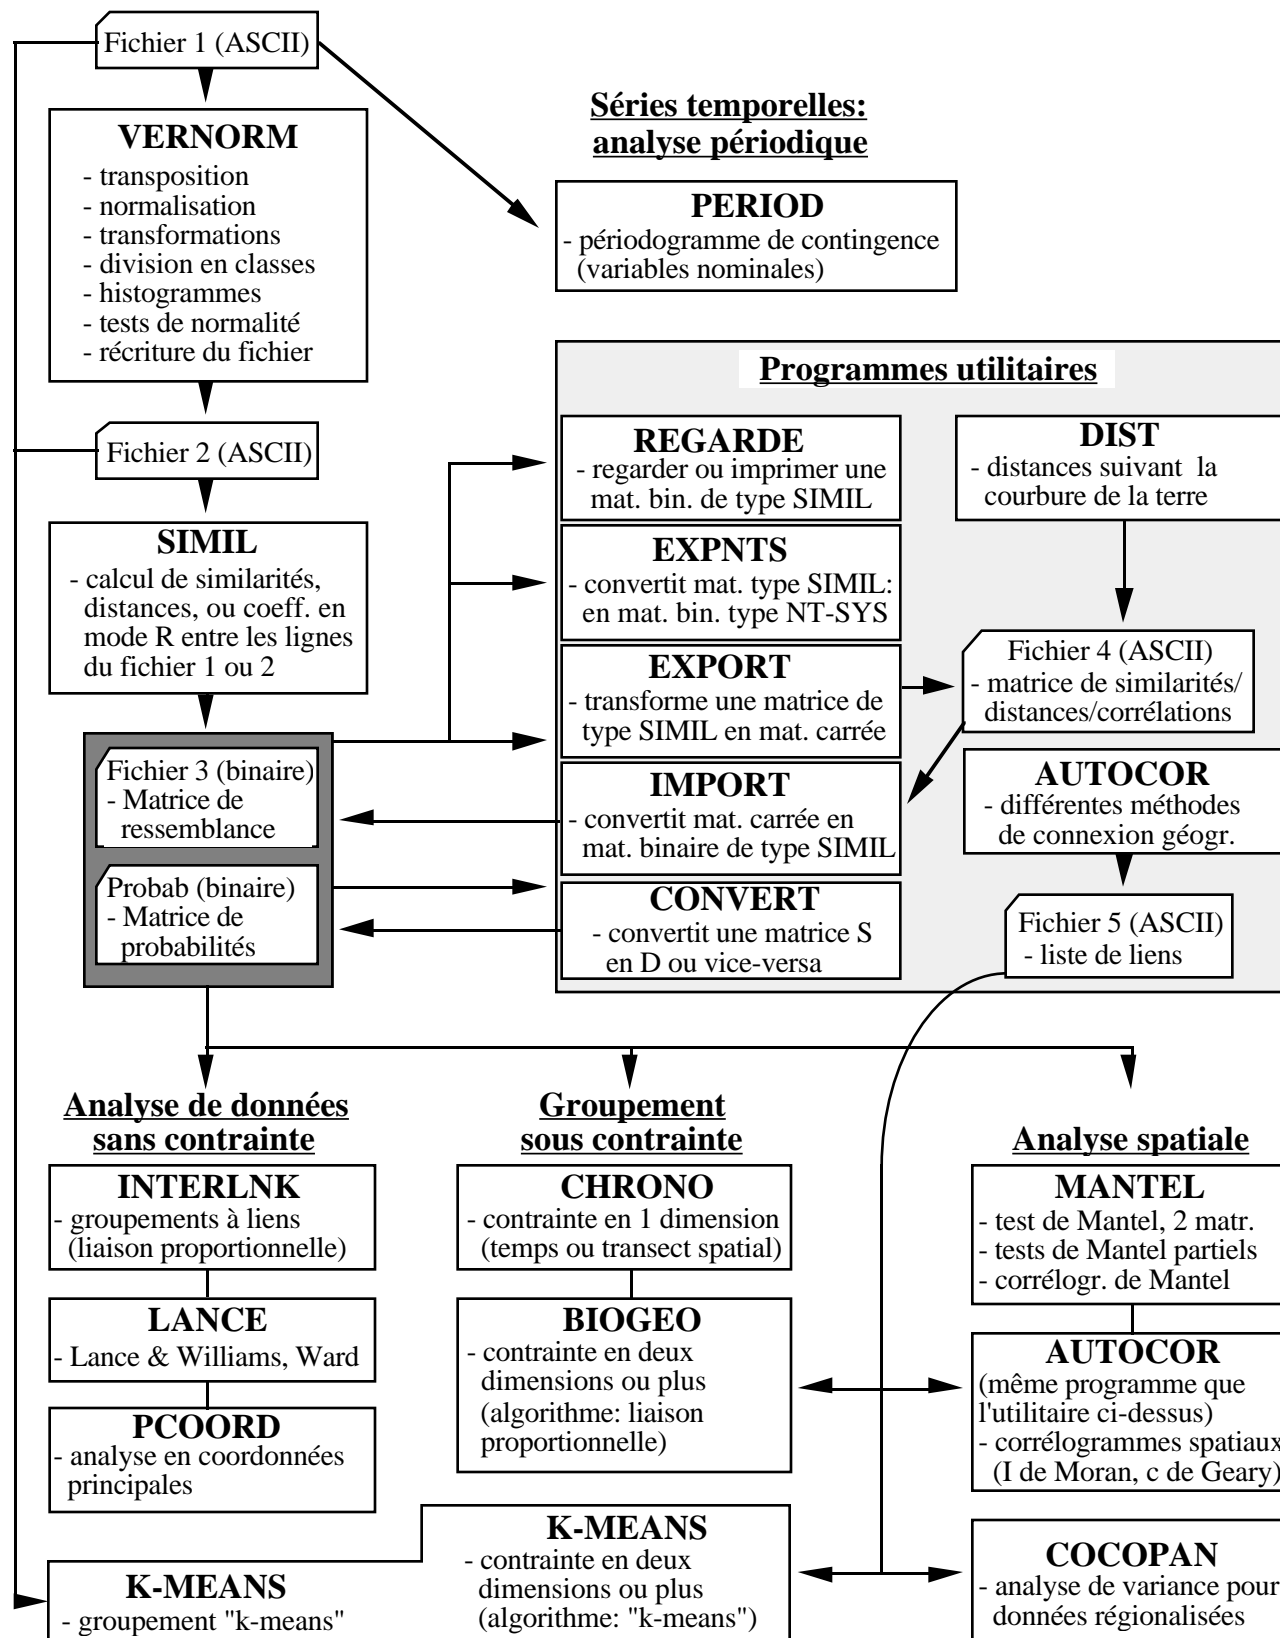 Fichier 1 (ASCII)
VERNORM
- transposition
- normalisation
- transformations
- division en classes
- histogrammes
- tests de normalité
- récriture du fichier
Séries temporelles:
analyse périodique
PERIOD
- périodogramme de contingence
(variables nominales)
Fichier 2 (ASCII)
SIMIL
- calcul de similarités,
distances, ou coeff. en
mode R entre les lignes
du fichier 1 ou 2
Fichier 3 (binaire)
- Matrice de
ressemblance
Probab (binaire)
- Matrice de
probabilités
Programmes utilitaires
REGARDE
- regarder ou imprimer une
mat. bin. de type SIMIL
EXPNTS
- convertit mat. type SIMIL:
en mat. bin. type NT-SYS
EXPORT
- transforme une matrice de
type SIMIL en mat. carrée
IMPORT
- convertit mat. carrée en
mat. binaire de type SIMIL
CONVERT
- convertit une matrice S
en D ou vice-versa
DIST
- distances suivant la
courbure de la terre
Fichier 4 (ASCII)
- matrice de similarités/
distances/corrélations
AUTOCOR
- différentes méthodes
de connexion géogr.
Fichier 5 (ASCII)
- liste de liens
Analyse de données
sans contrainte
INTERLNK
- groupements à liens
(liaison proportionnelle)
LANCE
- Lance & Williams, Ward
PCOORD
- analyse en coordonnées
principales
K-MEANS
- groupement "k-means"
Groupement
sous contrainte
CHRONO
- contrainte en 1 dimension
(temps ou transect spatial)
BIOGEO
- contrainte en deux
dimensions ou plus
(algorithme: liaison
proportionnelle)
K-MEANS
- contrainte en deux
dimensions ou plus
(algorithme: "k-means")
Analyse spatiale
MANTEL
- test de Mantel, 2 matr.
- tests de Mantel partiels
- corrélogr. de Mantel
AUTOCOR
(même programme que
l'utilitaire ci-dessus)
- corrélogrammes spatiaux
(I de Moran, c de Geary)
COCOPAN
- analyse de variance pour
données régionalisées